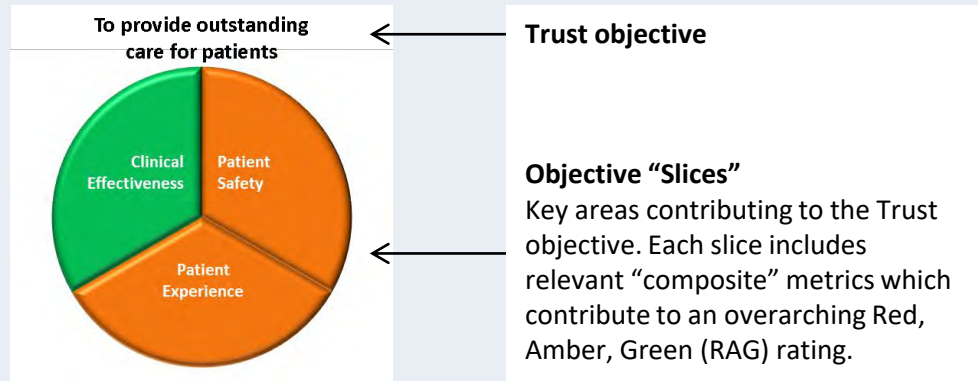 To provide outstanding
care for patients
Trust objective
Clinical
Effectiveness
Patient
Safety
Patient
Experience
Objective “Slices”
Key areas contributing to the Trust
objective. Each slice includes
relevant “composite” metrics which
contribute to an overarching Red,
Amber, Green (RAG) rating.